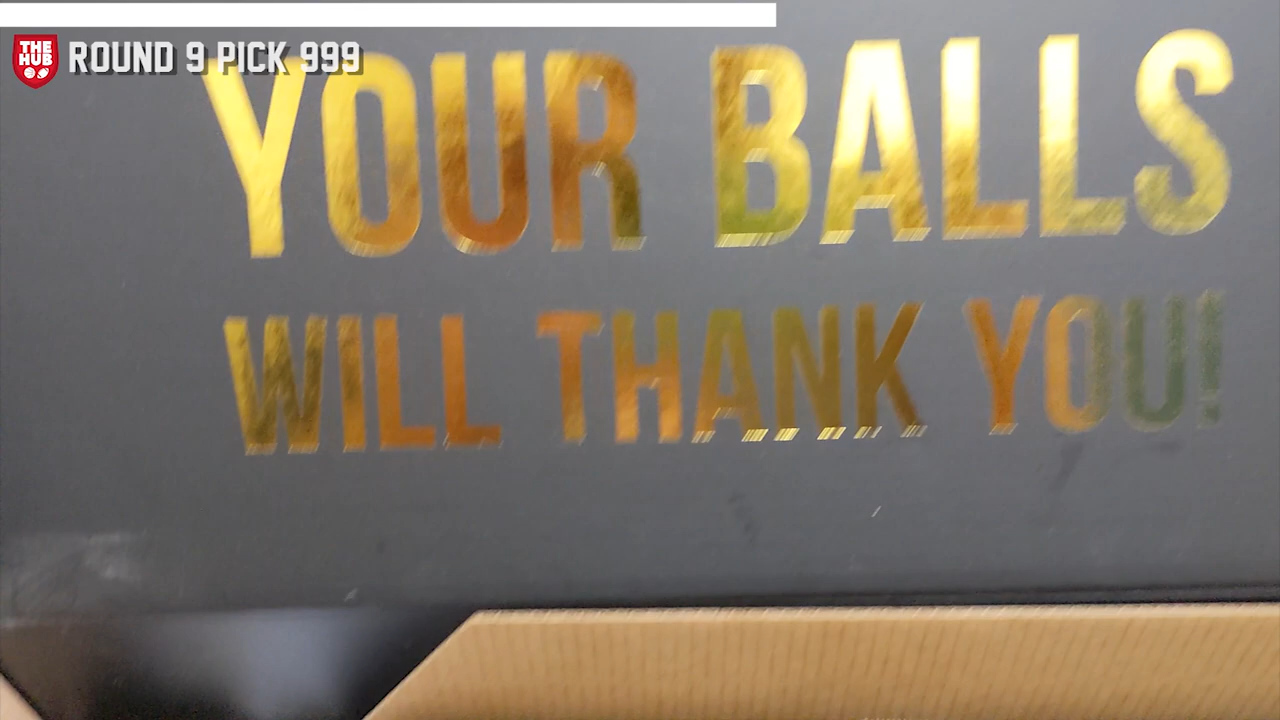 THE
HUB
ROUND 9 PICK 999
YOUR BALLS
WILL THANK YOU!